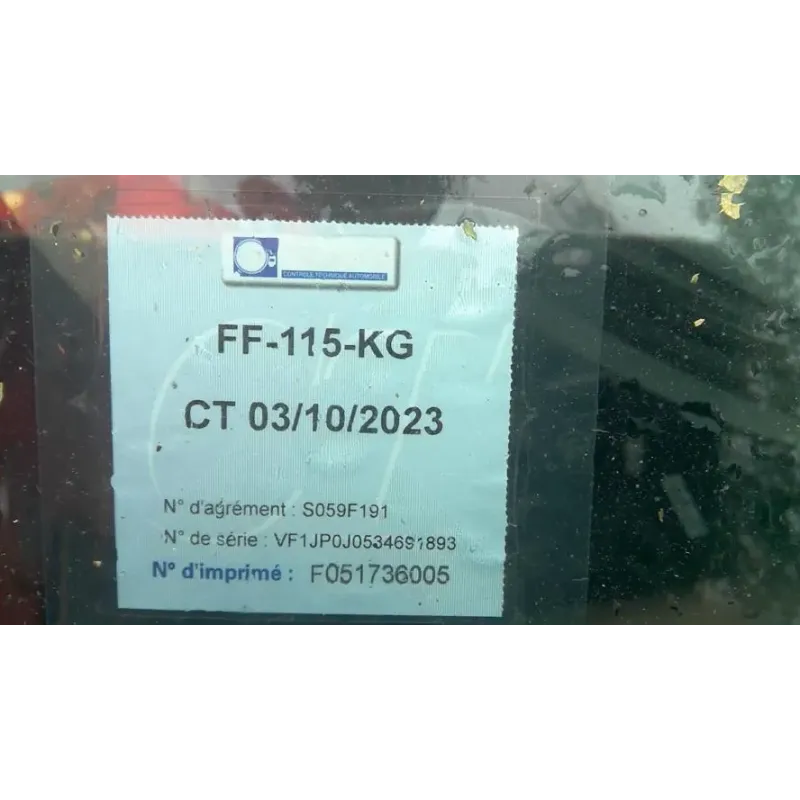 CONTRÔLE TECHNIQUE AUTOMOBILE
FF-115-KG
CT 03/10/2023
N° d'agrément : S059F191
N° de série : VF1JP0J0534691893
N° d'imprimé : F051736005